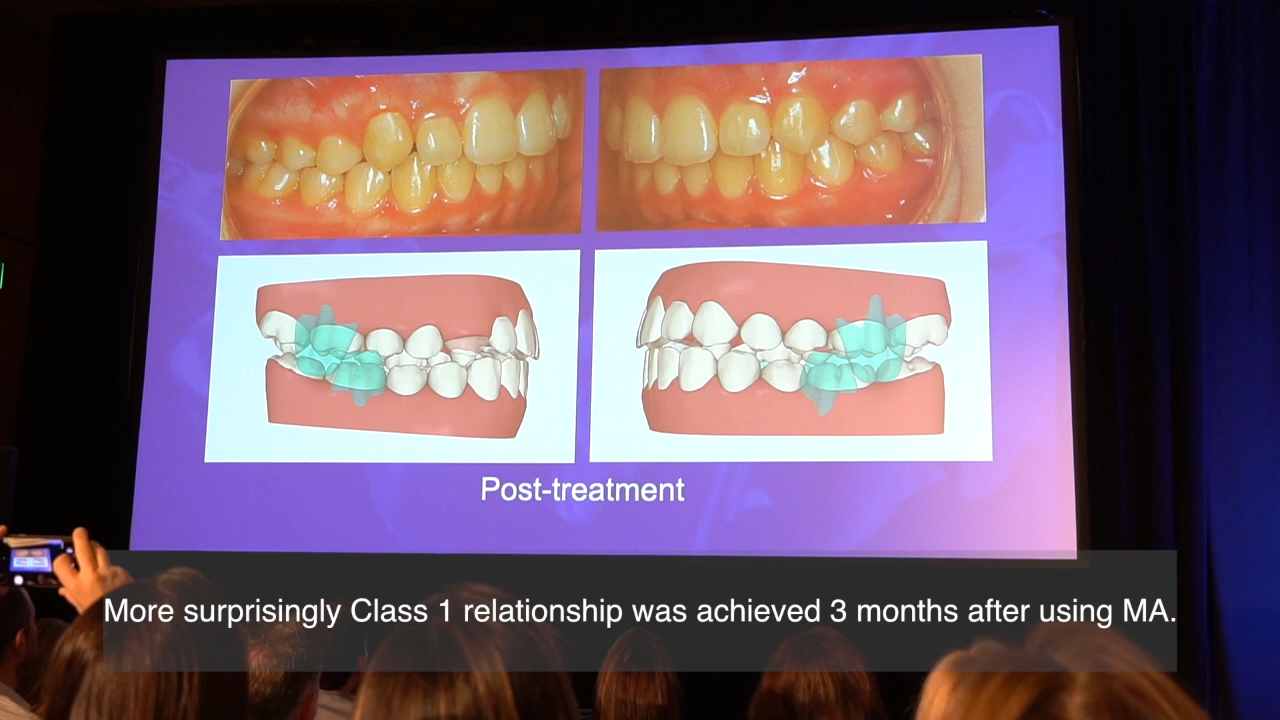 Post-treatment
More surprisingly Class 1 relationship was achieved 3 months after using MA.